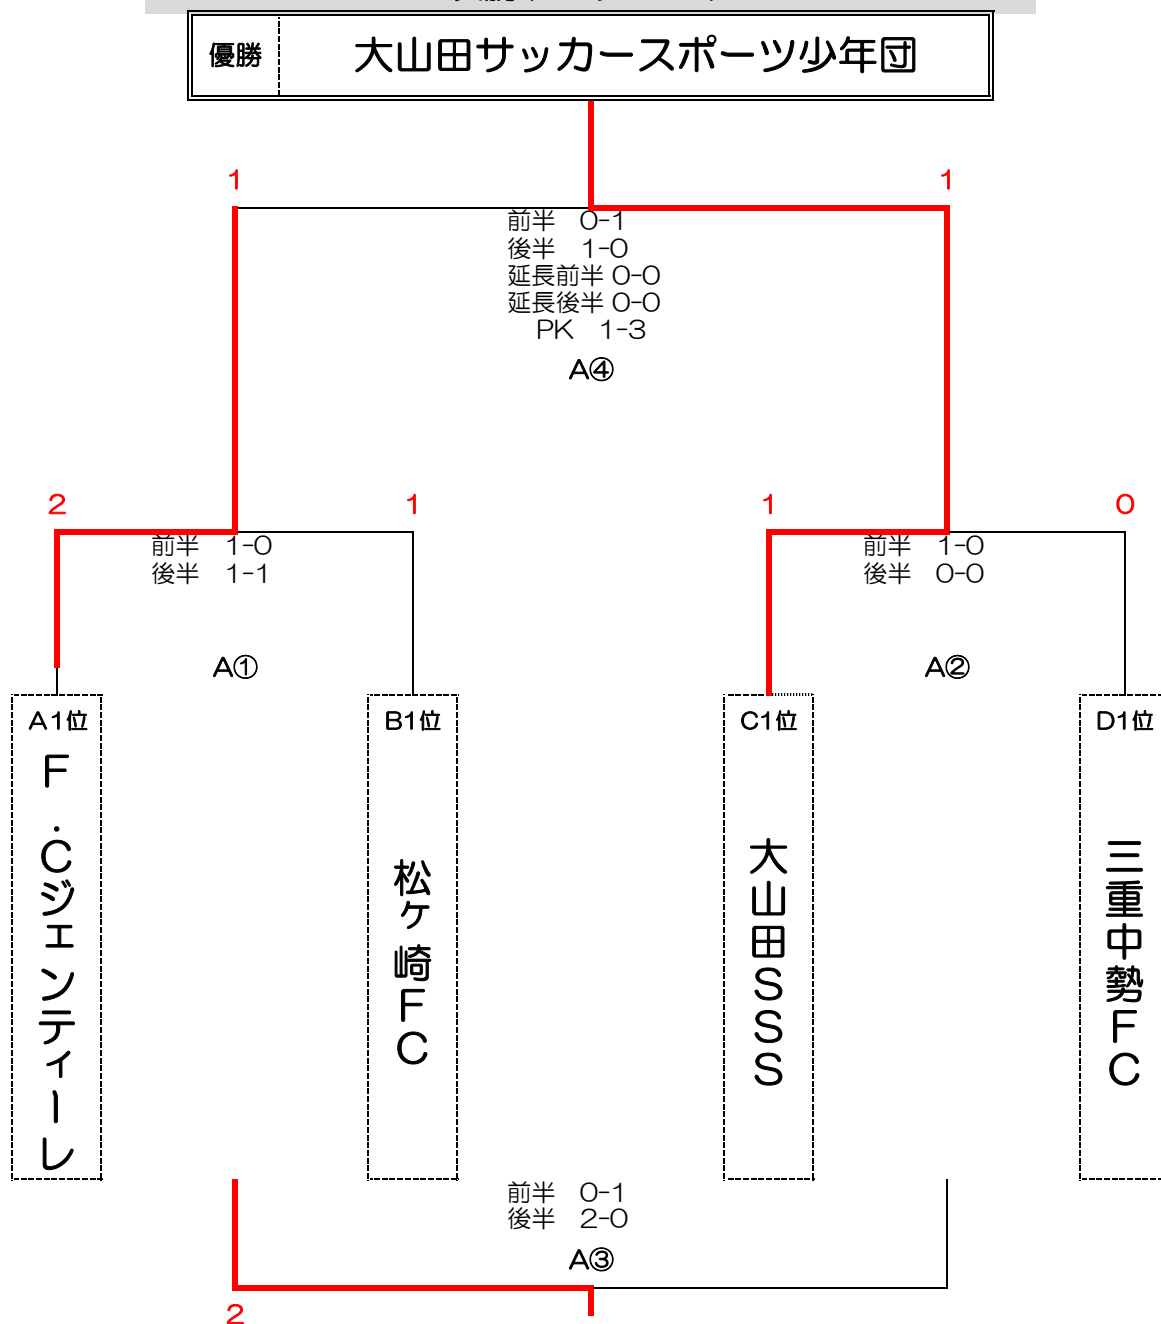 優勝 大山田サッカースポーツ少年団
1 1
前半 0-1
後半 1-0
延長前半 0-0
延長後半 0-0
PK 1-3
A④
2 1 1 0
前半 1-0
後半 1-1
前半 1-0
後半 0-0
A① A②
A1位 B1位 C1位 D1位
F.Cジェンティーレ
松ヶ崎FC
大山田SSS
三重中勢FC
前半 0-1
後半 2-0
A③
2